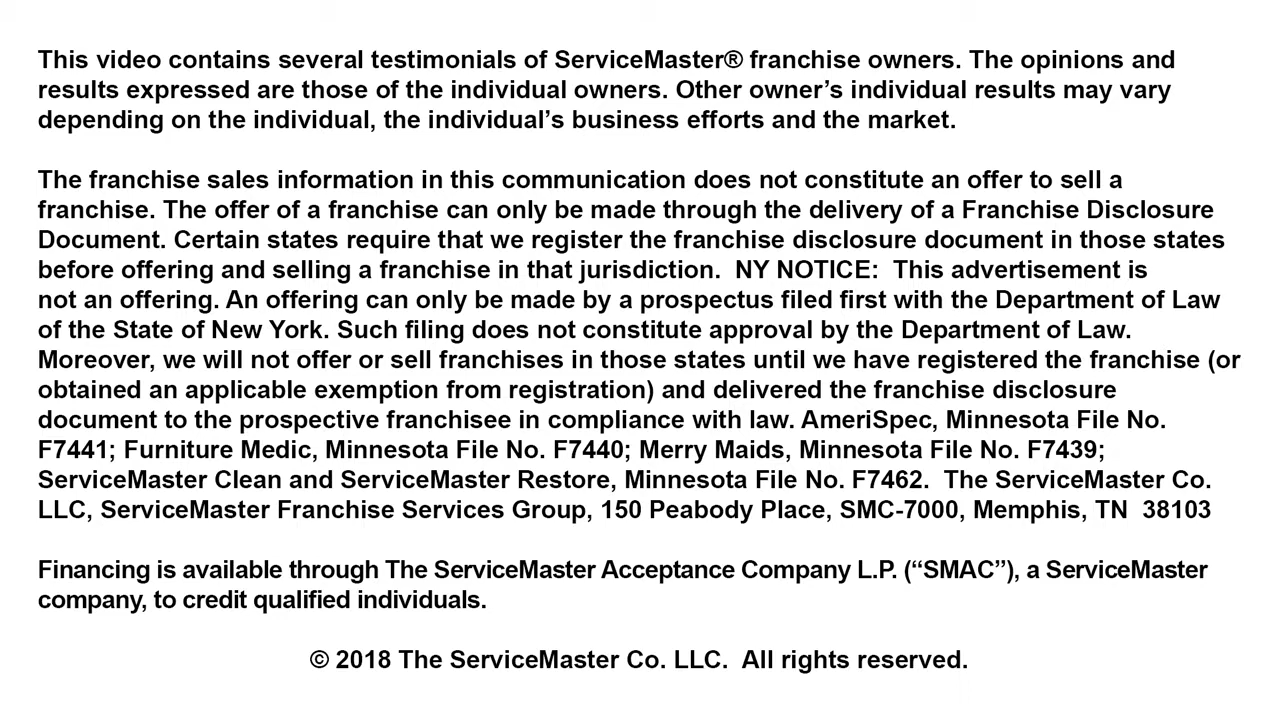 This video contains several testimonials of ServiceMaster® franchise owners. The opinions and
results expressed are those of the individual owners. Other owner’s individual results may vary
depending on the individual, the individual’s business efforts and the market.
The franchise sales information in this communication does not constitute an offer to sell a
franchise. The offer of a franchise can only be made through the delivery of a Franchise Disclosure
Document. Certain states require that we register the franchise disclosure document in those states
before offering and selling a franchise in that jurisdiction.  NY NOTICE:  This advertisement is
not an offering. An offering can only be made by a prospectus filed first with the Department of Law
of the State of New York. Such filing does not constitute approval by the Department of Law.
Moreover, we will not offer or sell franchises in those states until we have registered the franchise (or
obtained an applicable exemption from registration) and delivered the franchise disclosure
document to the prospective franchisee in compliance with law. AmeriSpec, Minnesota File No.
F7441; Furniture Medic, Minnesota File No. F7440; Merry Maids, Minnesota File No. F7439;
ServiceMaster Clean and ServiceMaster Restore, Minnesota File No. F7462.  The ServiceMaster Co.
LLC, ServiceMaster Franchise Services Group, 150 Peabody Place, SMC-7000, Memphis, TN  38103
Financing is available through The ServiceMaster Acceptance Company L.P. (“SMAC”), a ServiceMaster
company, to credit qualified individuals.
© 2018 The ServiceMaster Co. LLC.  All rights reserved.